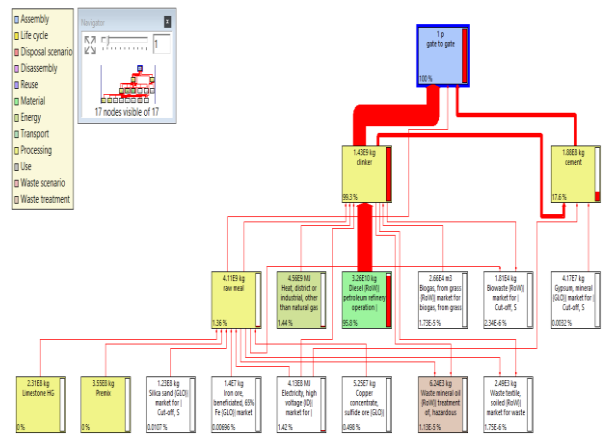 Assembly
Life cycle
Disposal scenario
Disassembly
Reuse
Material
Energy
Transport
Processing
Use
Waste scenario
Waste treatment
Navigator
1
17 nodes visible of 17
1 p
gate to gate
100 %
1.43E9 kg
clinker
99.3 %
1.08E8 kg
cement
17.6 %
4.11E9 kg
raw meal
1.36 %
4.56E9 MJ
Heat, district or
industrial, other
than natural gas
1.44 %
3.26E10 kg
Diesel {RoW}|
petroleum refinery
operation |
95.8 %
2.66E4 m3
Biogas, from grass
{RoW}| market for
biogas, from grass
1.73E-5 %
1.81E4 kg
Biowaste {RoW}|
market for |
Cut-off, S
2.34E-6 %
4.17E7 kg
Gypsum, mineral
{GLO}| market for |
Cut-off, S
0.0032 %
2.31E8 kg
Limestone HG
0 %
3.55E8 kg
Premix
0 %
1.23E8 kg
Silica sand {GLO}|
market for |
Cut-off, S
0.0107 %
1.4E7 kg
Iron ore,
beneficiated, 65%
Fe {GLO}| market
0.00696 %
4.13E8 MJ
Electricity, high
voltage {ID}|
market for |
1.42 %
5.25E7 kg
Copper
concentrate,
sulfide ore {GLO}|
0.498 %
6.24E3 kg
Waste mineral oil
{RoW}| treatment
of, hazardous
1.13E-5 %
2.49E3 kg
Waste textile,
soiled {RoW}|
market for waste
1.75E-6 %